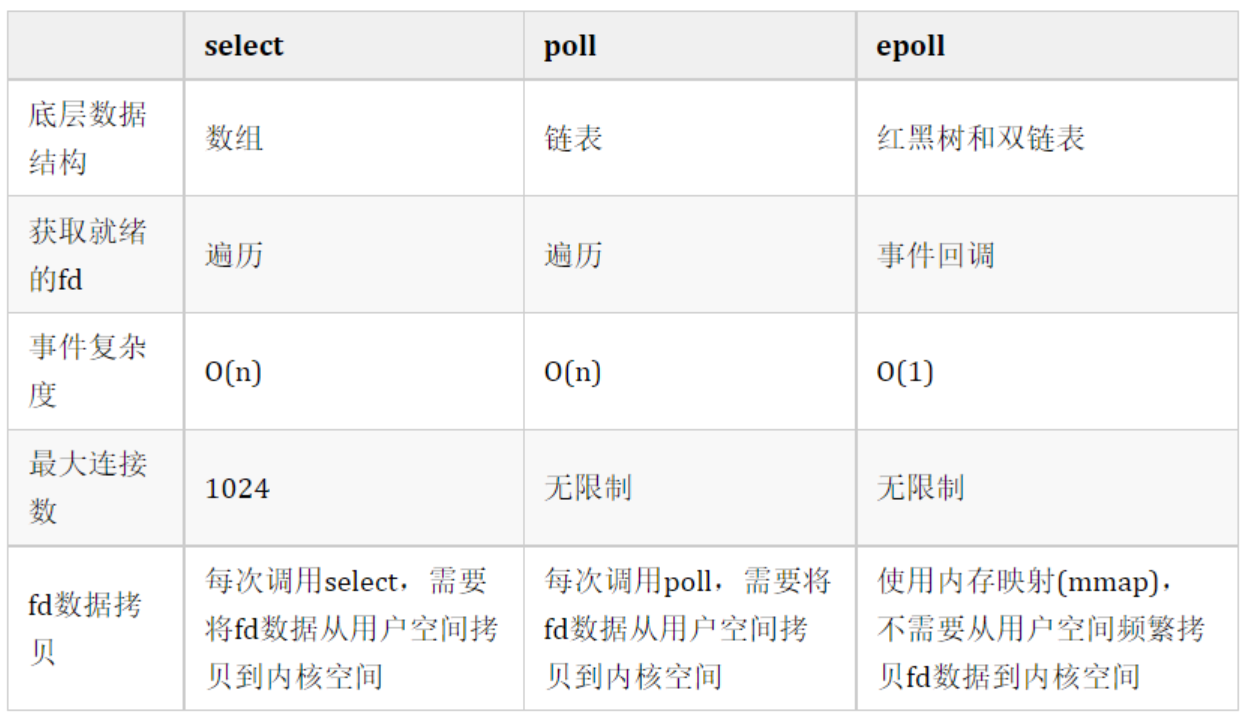 select poll epoll
底层数据
结构
数组 链表 红黑树和双链表
获取就绪
的fd
遍历 遍历 事件回调
事件复杂
度
O(n) O(n) O(1)
最大连接
数
1024 无限制 无限制
fd数据拷
贝
每次调用select，需要
将fd数据从用户空间拷
贝到内核空间
每次调用poll，需要将
fd数据从用户空间拷
贝到内核空间
使用内存映射(mmap)，
不需要从用户空间频繁拷
贝fd数据到内核空间